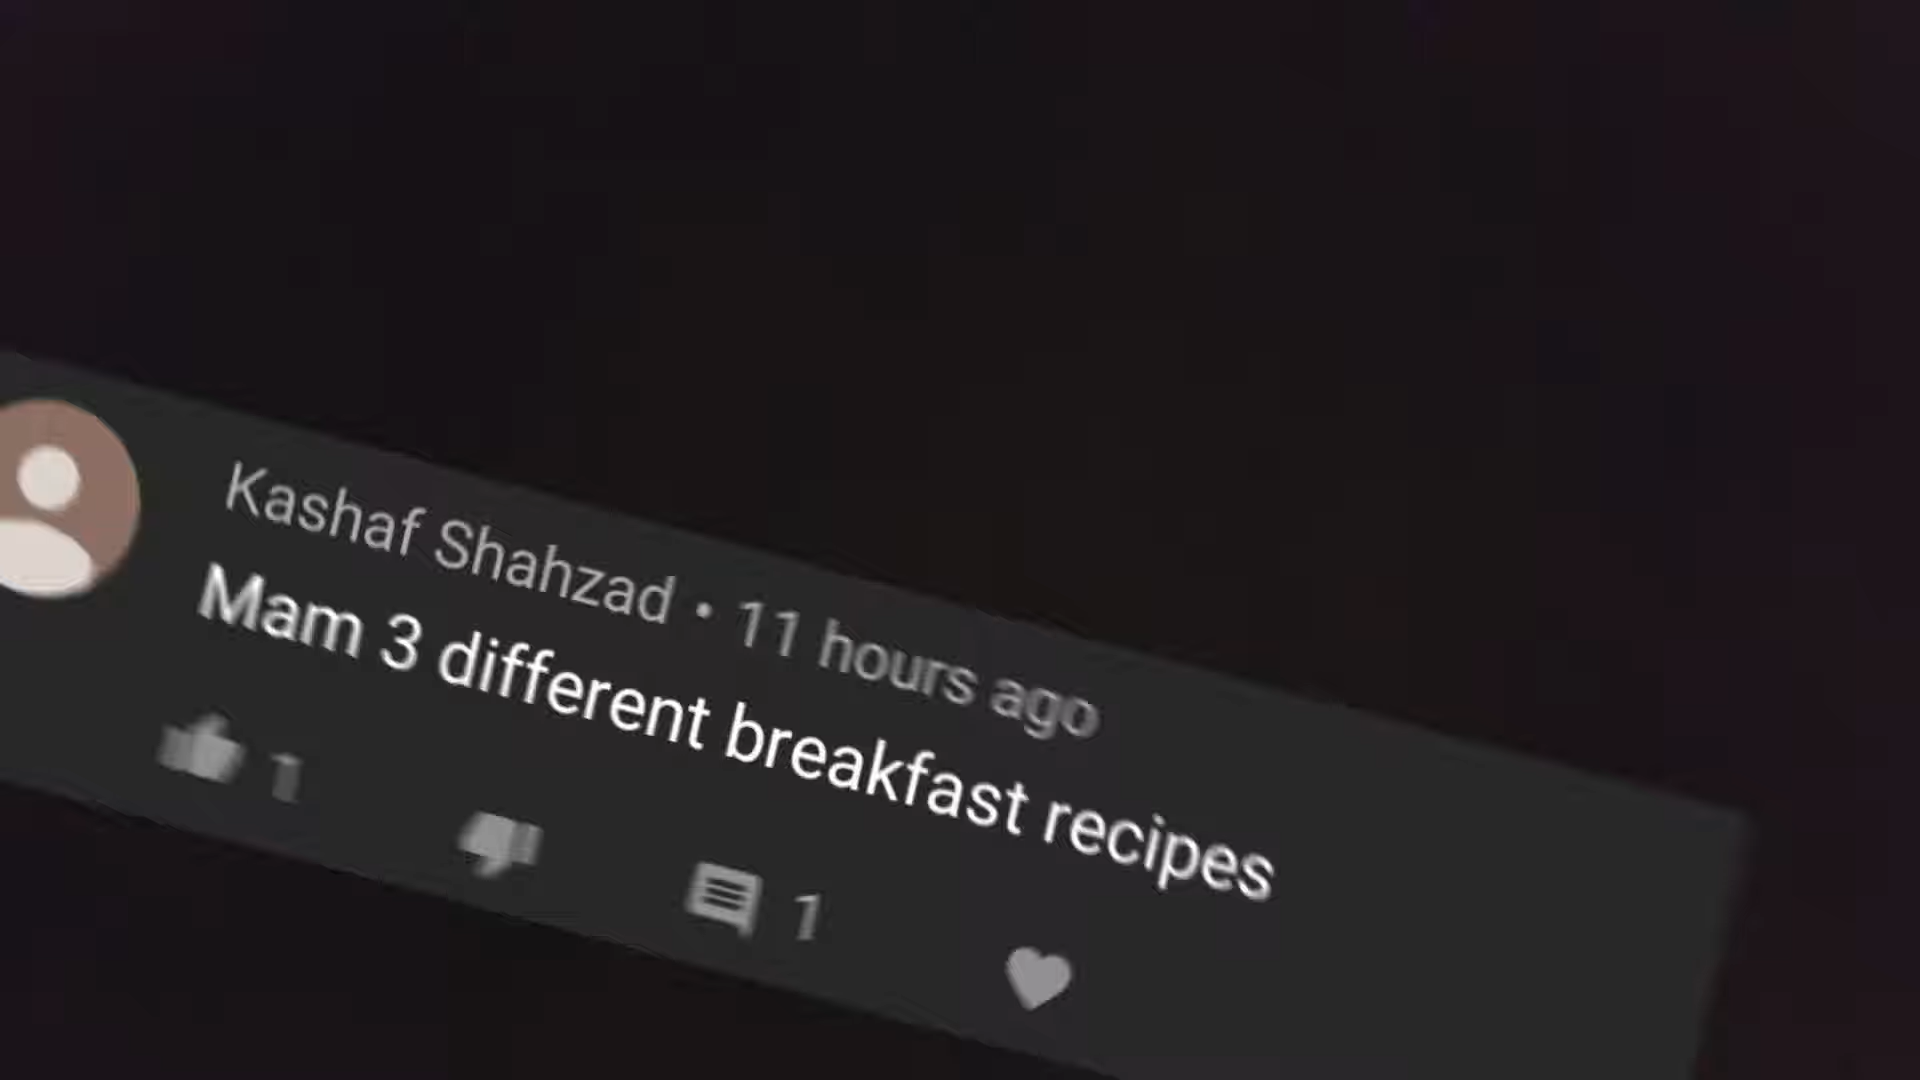 Kashaf Shahzad • 11 hours ago
Mam 3 different breakfast recipes
1 1